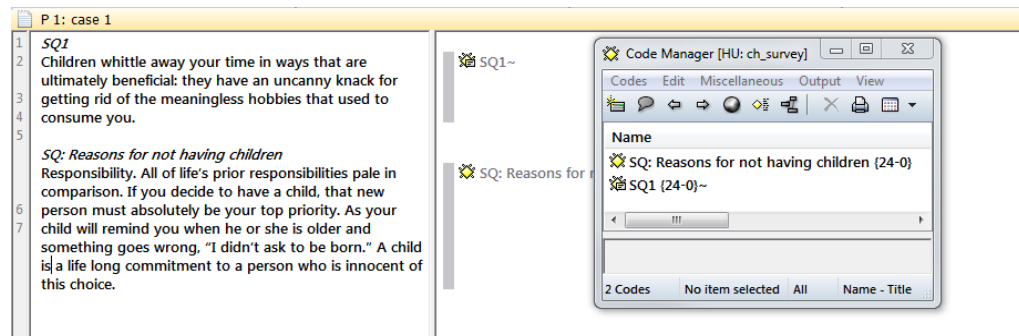 P 1: case 1
1
2
3
4
5
6
7
SQ1
Children whittle away your time in ways that are
ultimately beneficial: they have an uncanny knack for
getting rid of the meaningless hobbies that used to
consume you.
SQ: Reasons for not having children
Responsibility. All of life's prior responsibilities pale in
comparison. If you decide to have a child, that new
person must absolutely be your top priority. As your
child will remind you when he or she is older and
something goes wrong, “I didn't ask to be born.” A child
is a life long commitment to a person who is innocent of
this choice.
SQ1~
SQ: Reasons for
Code Manager [HU: ch_survey]
Codes Edit Miscellaneous Output View
Name
SQ: Reasons for not having children {24-0}
SQ1 {24-0}~
2 Codes No item selected All Name - Title